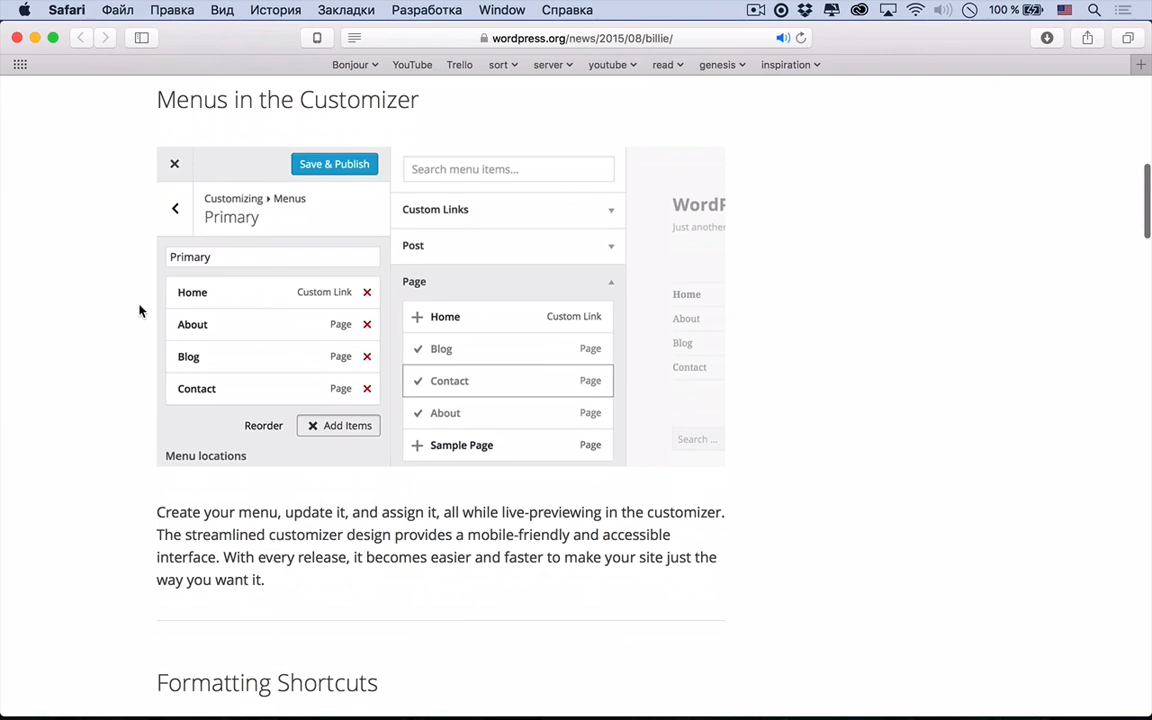 Safari Файл Правка Вид История Закладки Разработка Window Справка 100 %
wordpress.org/news/2015/08/billie/
Bonjour YouTube Trello sort server youtube read genesis inspiration
Menus in the Customizer
Save & Publish
Customizing Menus
Primary
Primary
Home Custom Link
About Page
Blog Page
Contact Page
Reorder Add Items
Menu locations
Search menu items...
Custom Links
Post
Page
Home Custom Link
Blog Page
Contact Page
About Page
Sample Page Page
WordP
Just another
Home
About
Blog
Contact
Search ...
Create your menu, update it, and assign it, all while live-previewing in the customizer.
The streamlined customizer design provides a mobile-friendly and accessible
interface. With every release, it becomes easier and faster to make your site just the
way you want it.
Formatting Shortcuts